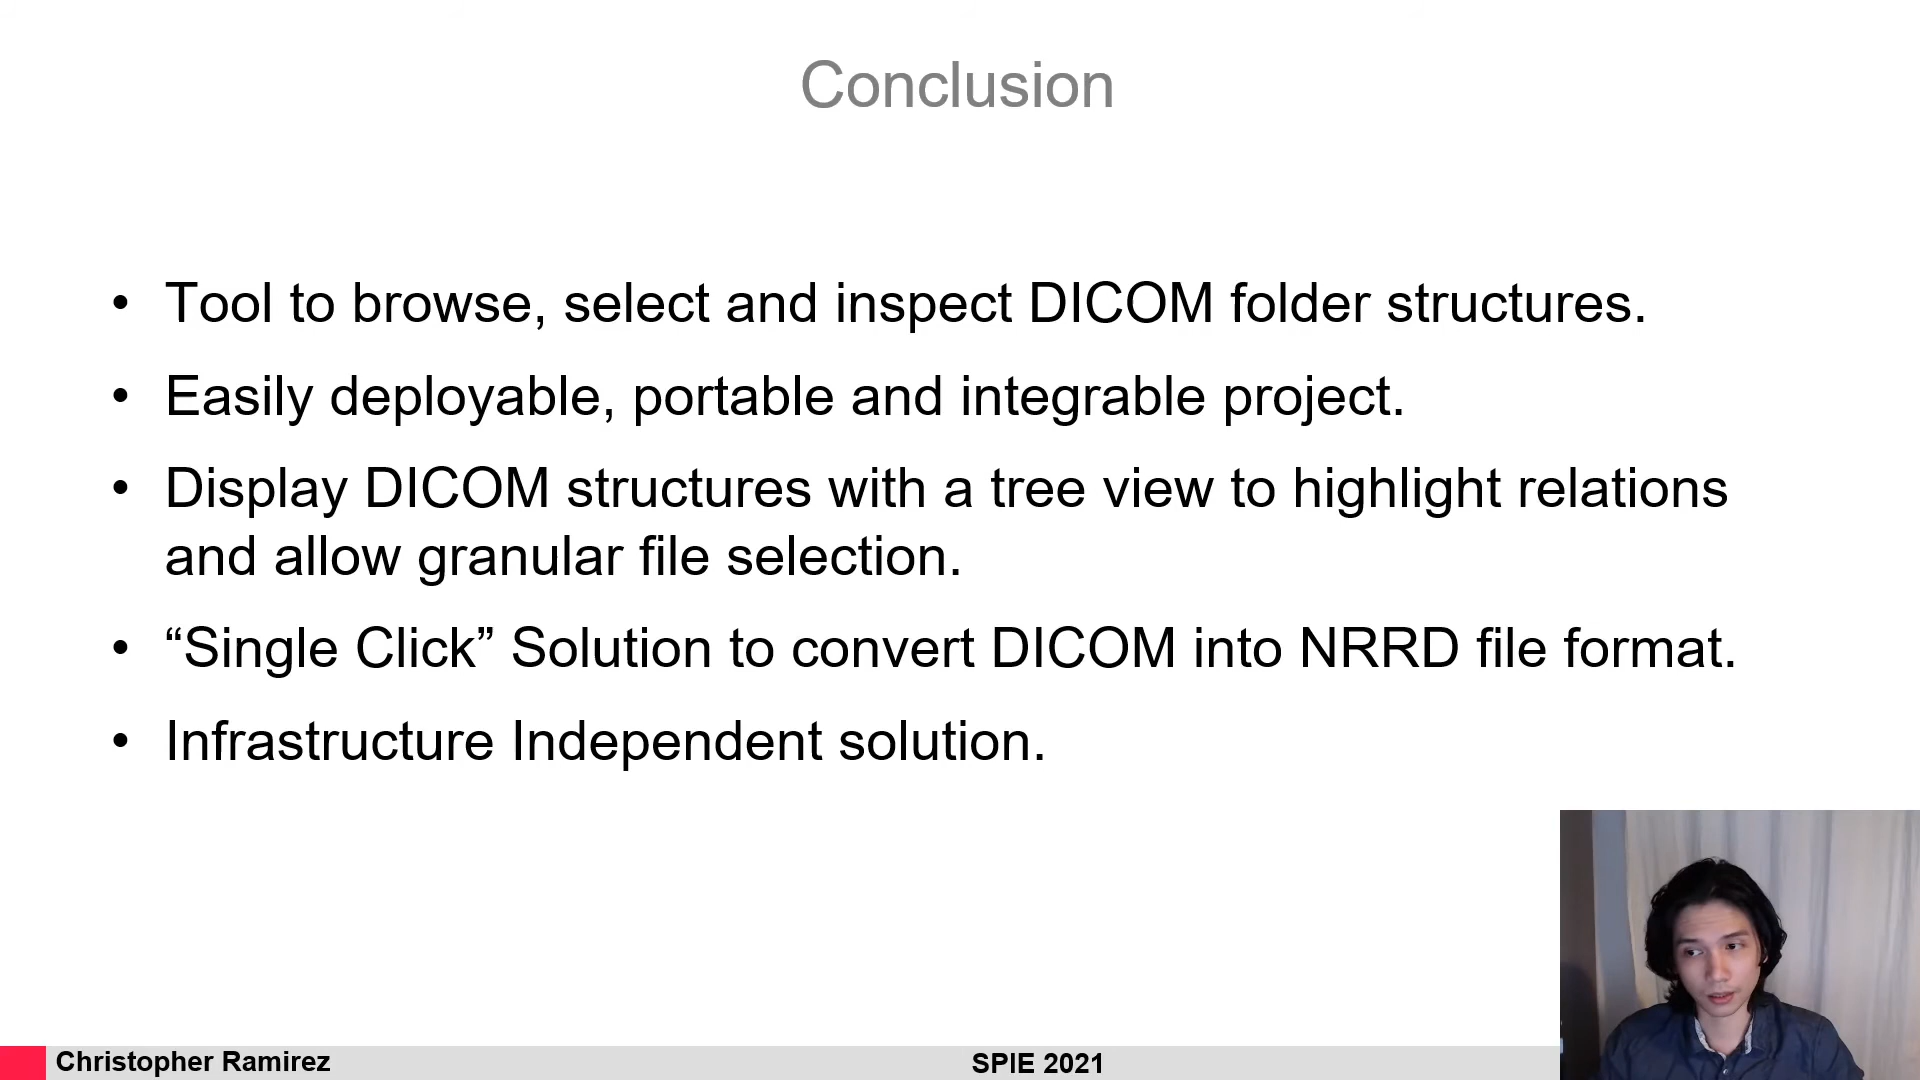 Conclusion
• Tool to browse, select and inspect DICOM folder structures.
• Easily deployable, portable and integrable project.
• Display DICOM structures with a tree view to highlight relations
and allow granular file selection.
• “Single Click” Solution to convert DICOM into NRRD file format.
• Infrastructure Independent solution.
Christopher Ramirez
SPIE 2021